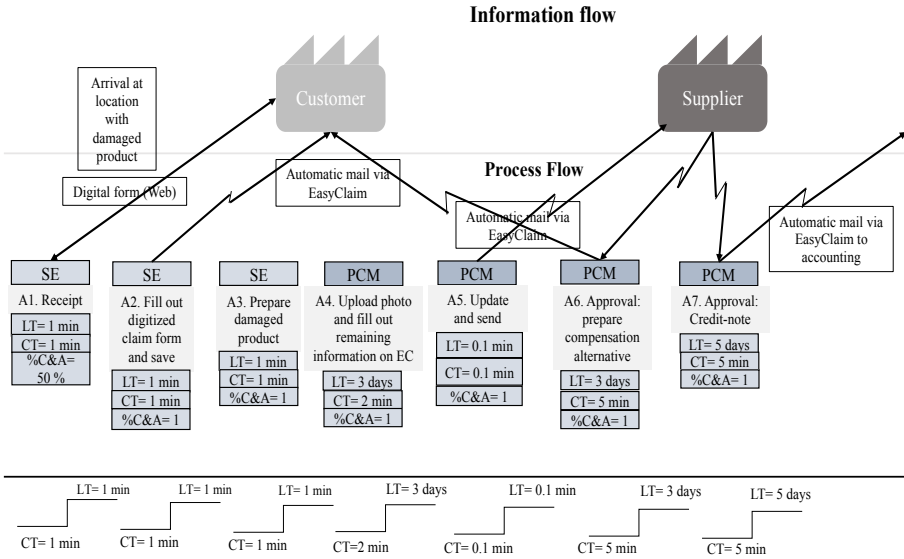 Information flow
Arrival at
location
with
damaged
product
Customer
Supplier
Process Flow
Digital form (Web)
Automatic mail via
EasyClaim
Automatic mail via
EasyClaim
Automatic mail via
EasyClaim to
accounting
SE
A1. Receipt
LT= 1 min
CT= 1 min
%C&A=
50 %
SE
A2. Fill out
digitized
claim form
and save
LT= 1 min
CT= 1 min
%C&A= 1
SE
A3. Prepare
damaged
product
LT= 1 min
CT= 1 min
%C&A= 1
PCM
A4. Upload photo
and fill out
remaining
information on EC
LT= 3 days
CT= 2 min
%C&A= 1
PCM
A5. Update
and send
LT= 0.1 min
CT= 0.1 min
%C&A= 1
PCM
A6. Approval:
prepare
compensation
alternative
LT= 3 days
CT= 5 min
%C&A= 1
PCM
A7. Approval:
Credit-note
LT= 5 days
CT= 5 min
%C&A= 1
LT= 1 min
CT= 1 min
LT= 1 min
CT= 1 min
LT= 1 min
CT= 1 min
LT= 3 days
CT=2 min
LT= 0.1 min
CT= 0.1 min
LT= 3 days
CT= 5 min
LT= 5 days
CT= 5 min